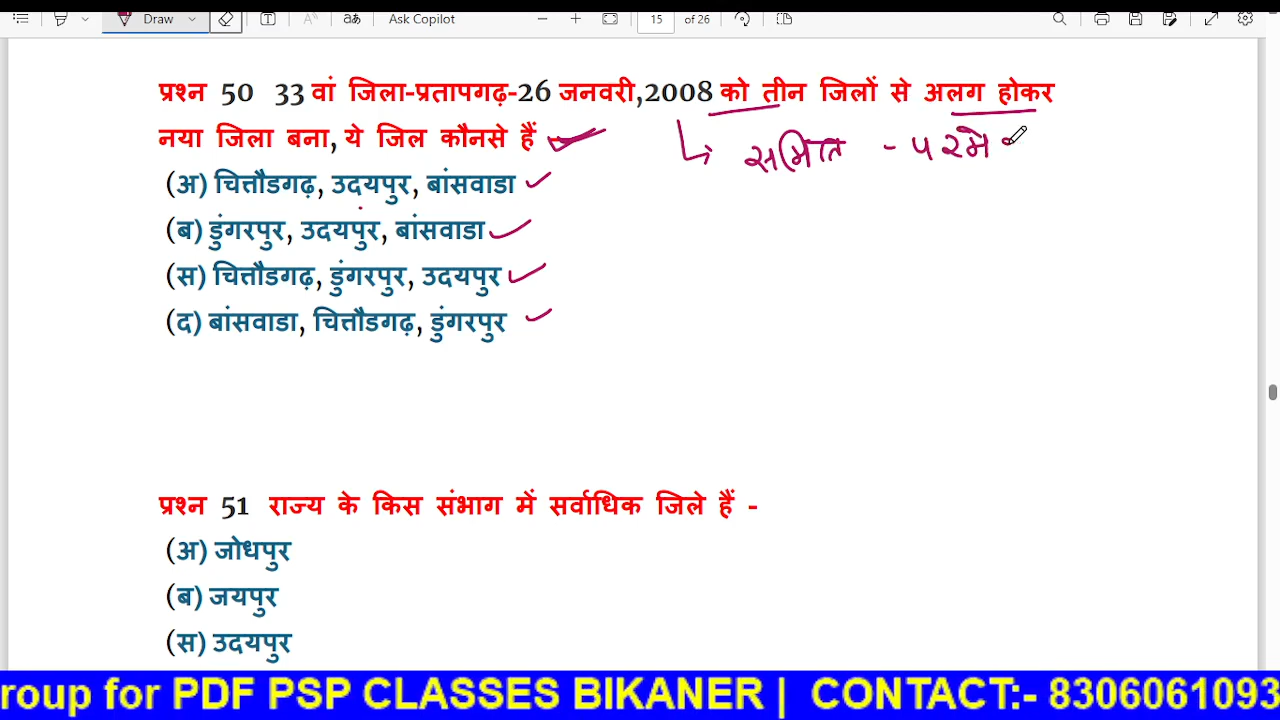 Draw
Ask Copilot
15 of 26
प्रश्न 50 33 वां जिला-प्रतापगढ़-26 जनवरी,2008 को तीन जिलों से अलग होकर
नया जिला बना, ये जिल कौनसे हैं
समिति - परमे
(अ) चित्तौडगढ़, उदयपुर, बांसवाडा
(ब) डुंगरपुर, उदयपुर, बांसवाडा
(स) चित्तौडगढ़, डुंगरपुर, उदयपुर
(द) बांसवाडा, चित्तौडगढ़, डुंगरपुर
प्रश्न 51 राज्य के किस संभाग में सर्वाधिक जिले हैं -
(अ) जोधपुर
(ब) जयपुर
(स) उदयपुर
roup for PDF PSP CLASSES BIKANER | CONTACT:- 8306061093